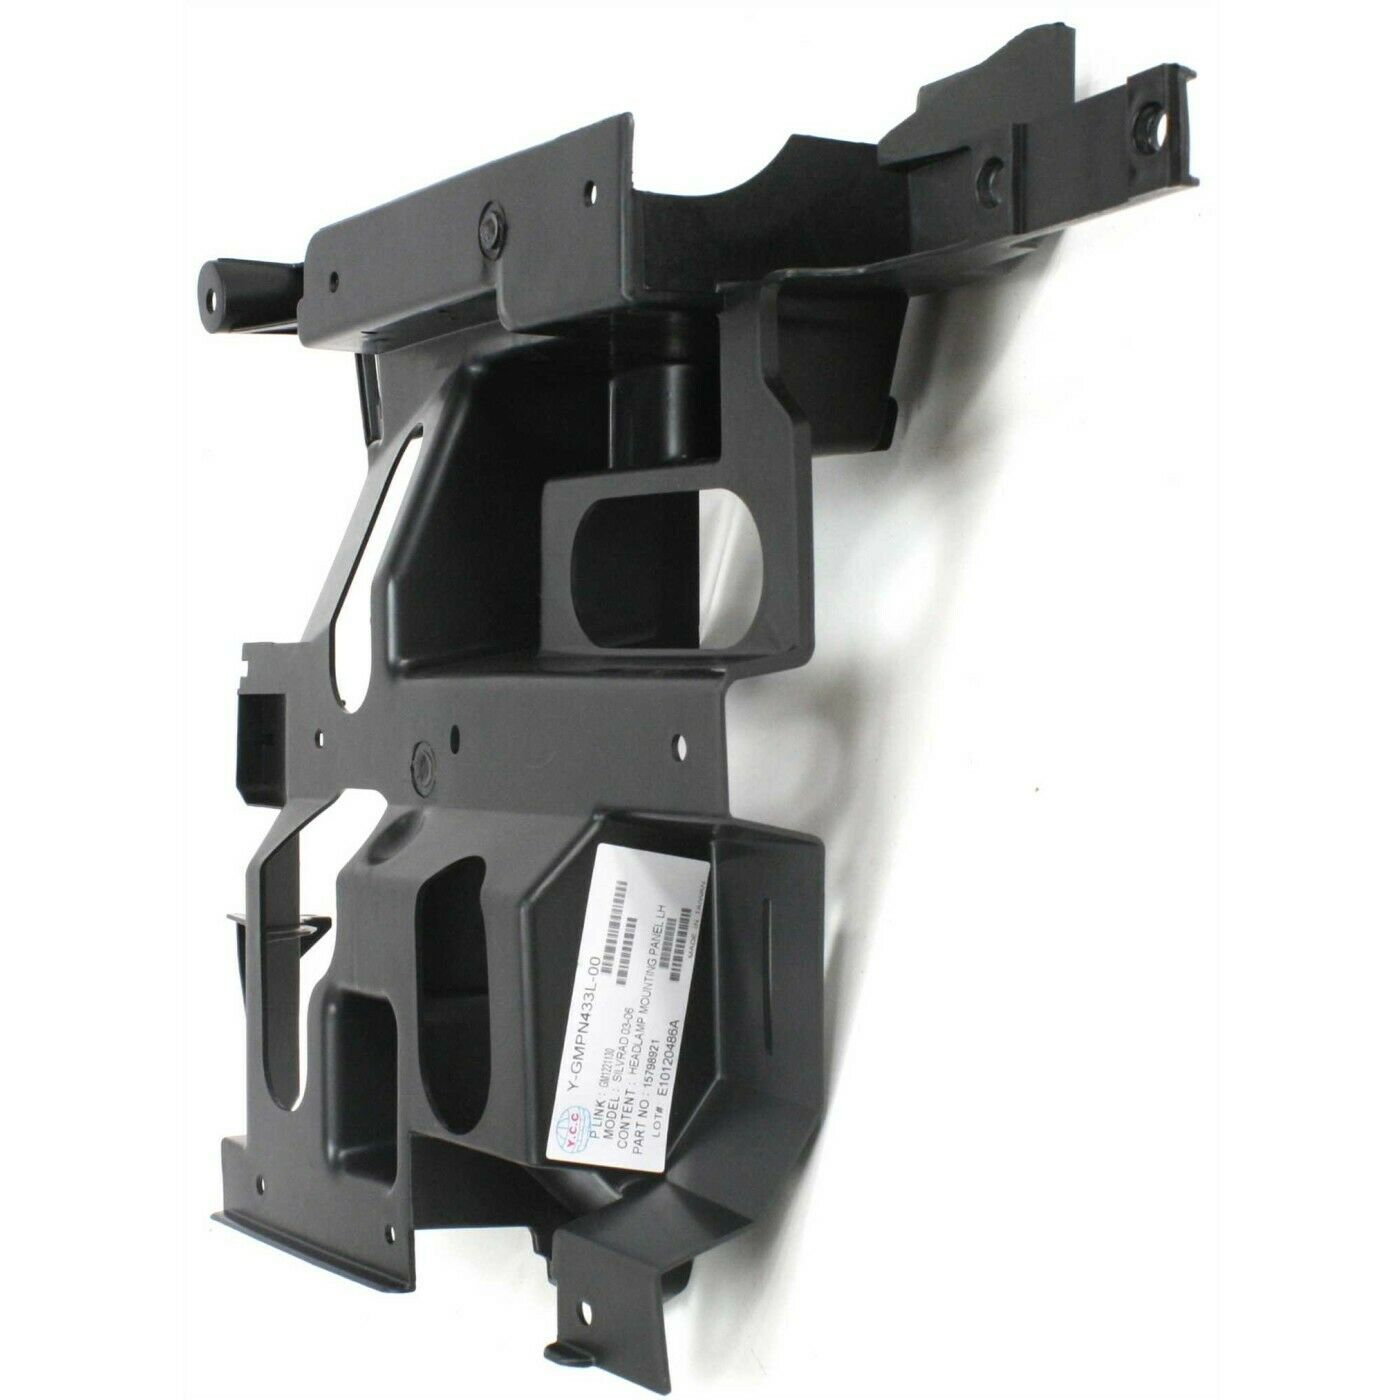 Y-GMPN433L-00
Y.C.C
P'LINK : GM1221130
MODEL : SILVRAD 03-06
CONTENT : HEADLAMP MOUNTING PANEL LH
PART NO : 15798921
LOT#: E10120486A
MADE IN TAIWAN